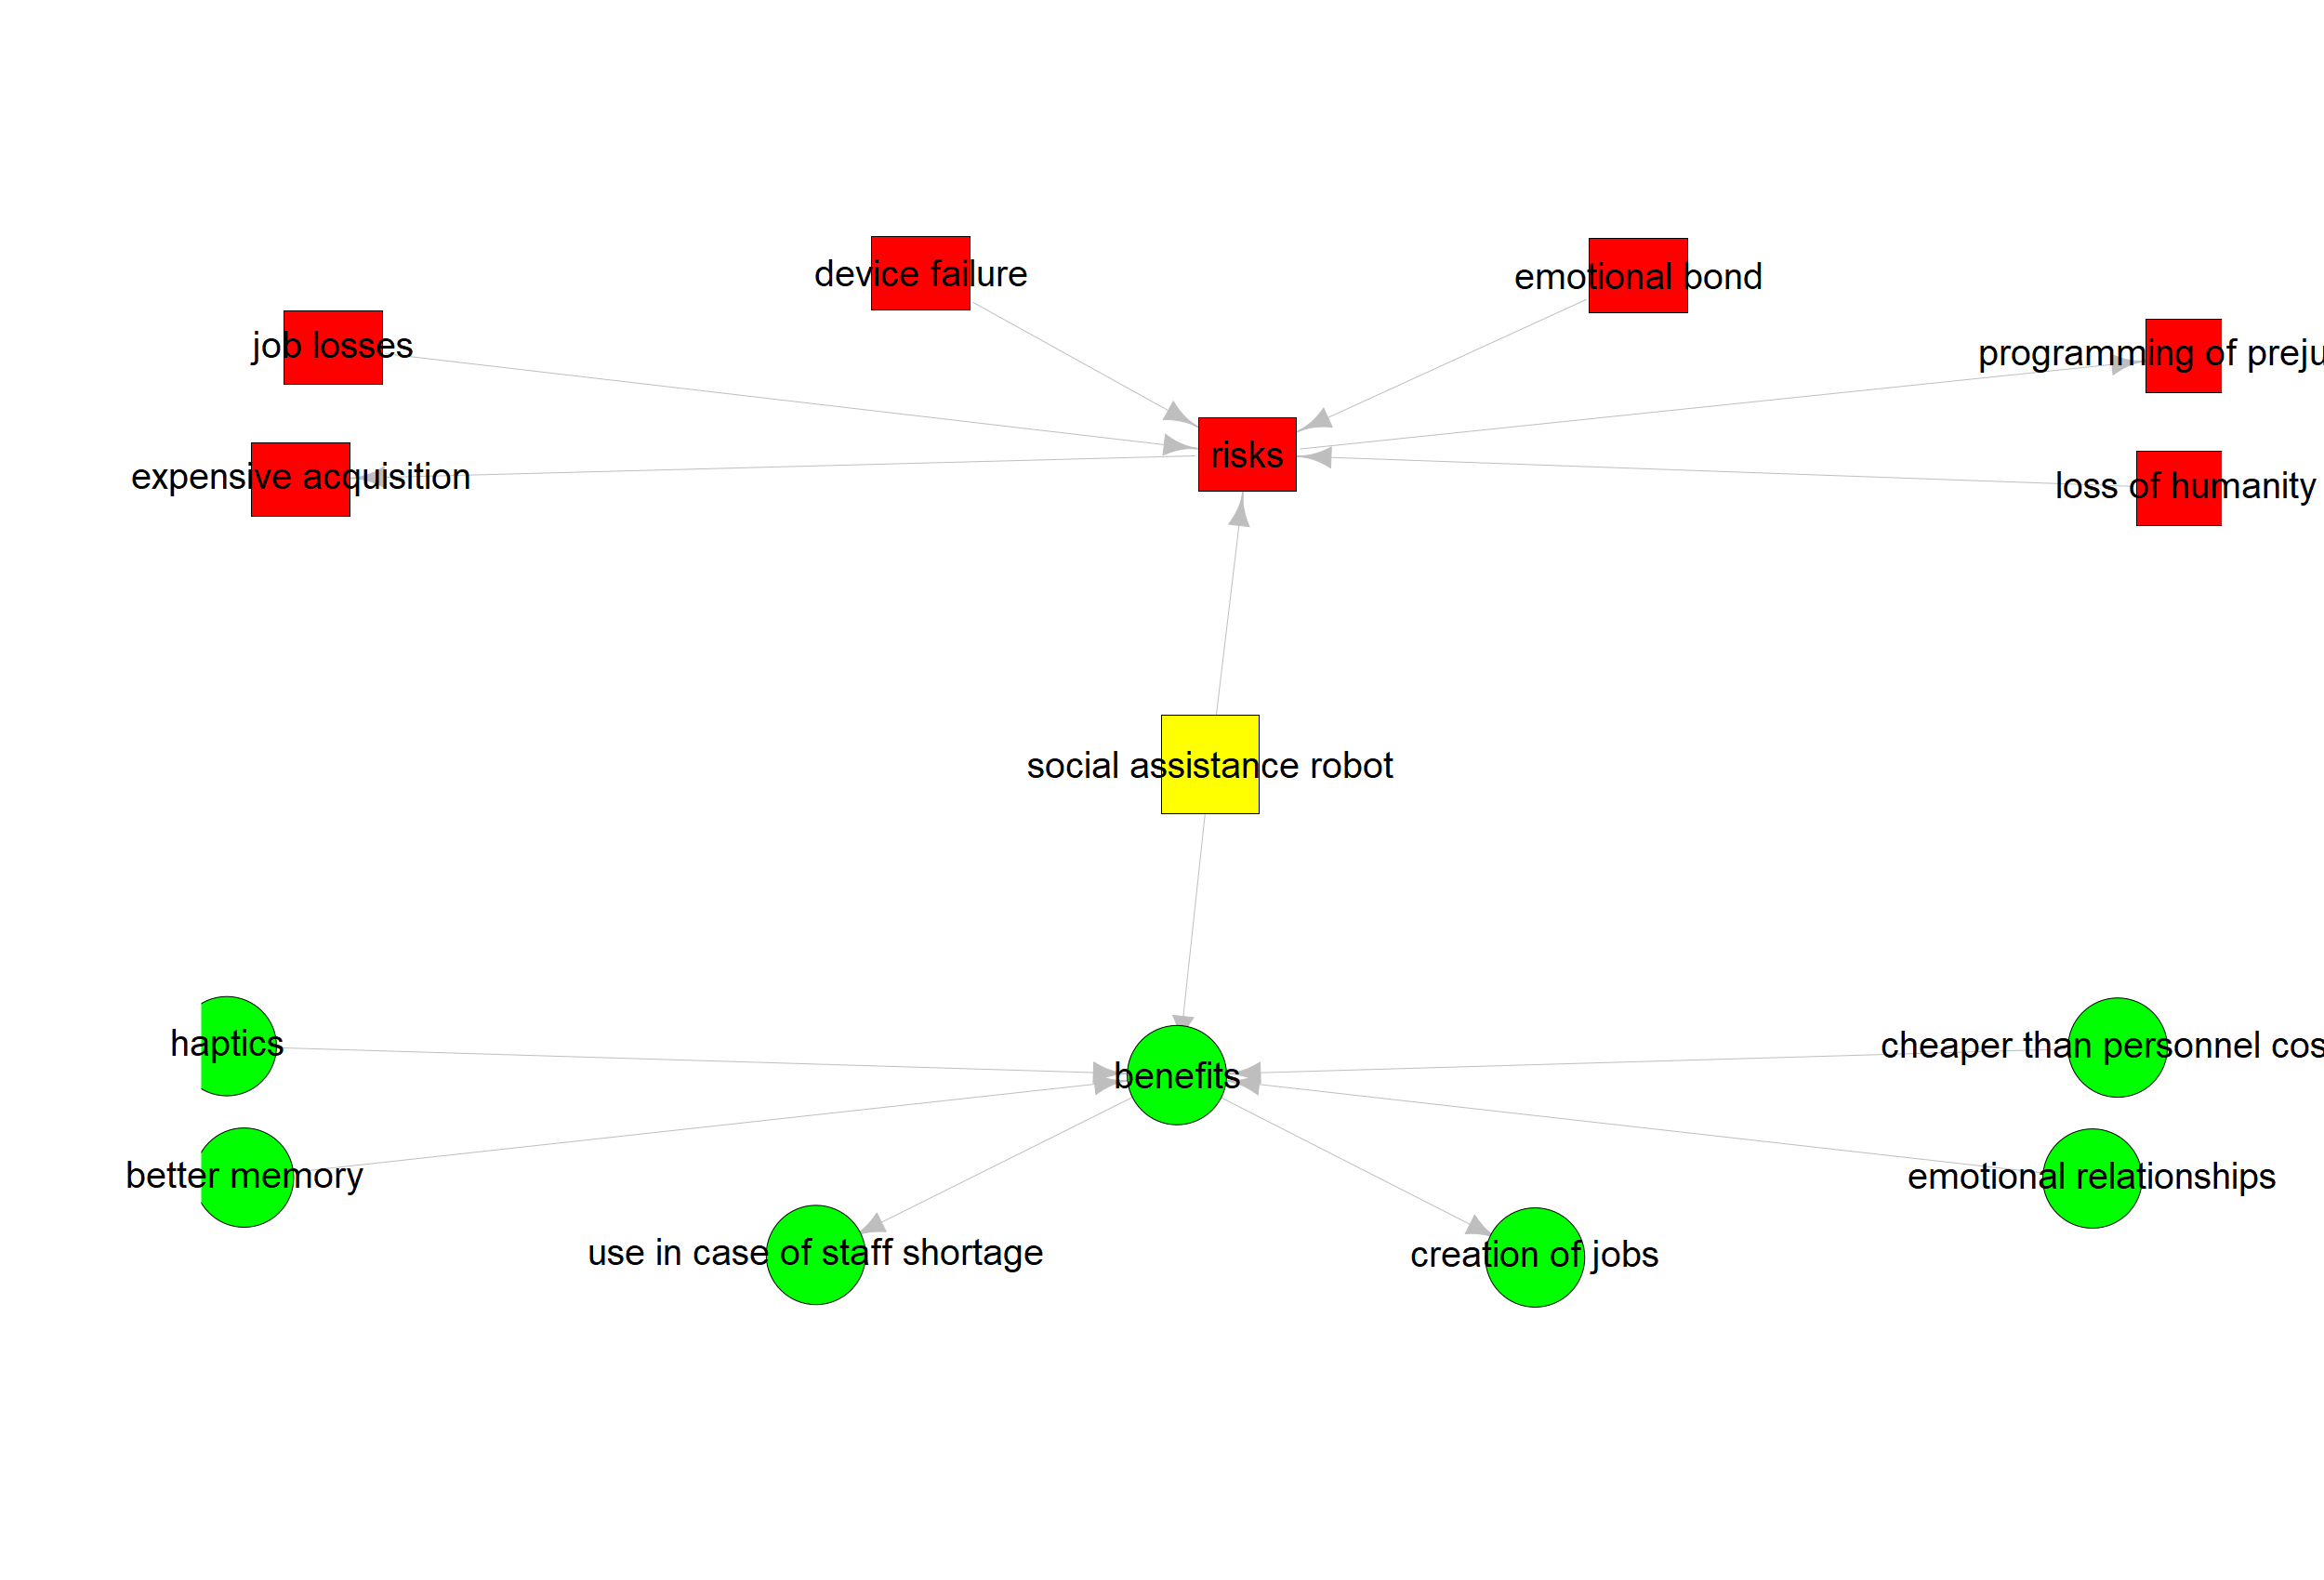 device failure
emotional bond
job losses
programming of preju
risks
expensive acquisition
loss of humanity
social assistance robot
haptics
cheaper than personnel cos
benefits
better memory
emotional relationships
use in case of staff shortage
creation of jobs